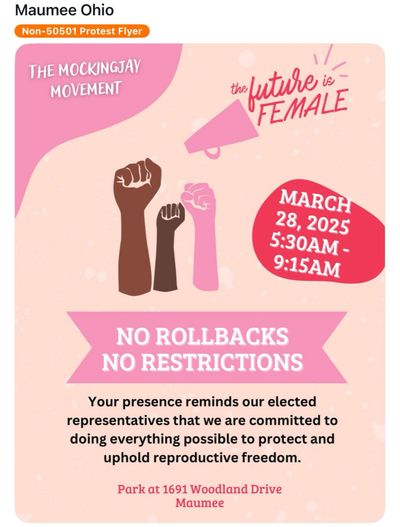 Maumee Ohio
Non-50501 Protest Flyer
THE MOCKINGJAY
MOVEMENT
the future is
FEMALE
MARCH
28, 2025
5:30AM -
9:15AM
NO ROLLBACKS
NO RESTRICTIONS
Your presence reminds our elected
representatives that we are committed to
doing everything possible to protect and
uphold reproductive freedom.
Park at 1691 Woodland Drive
Maumee